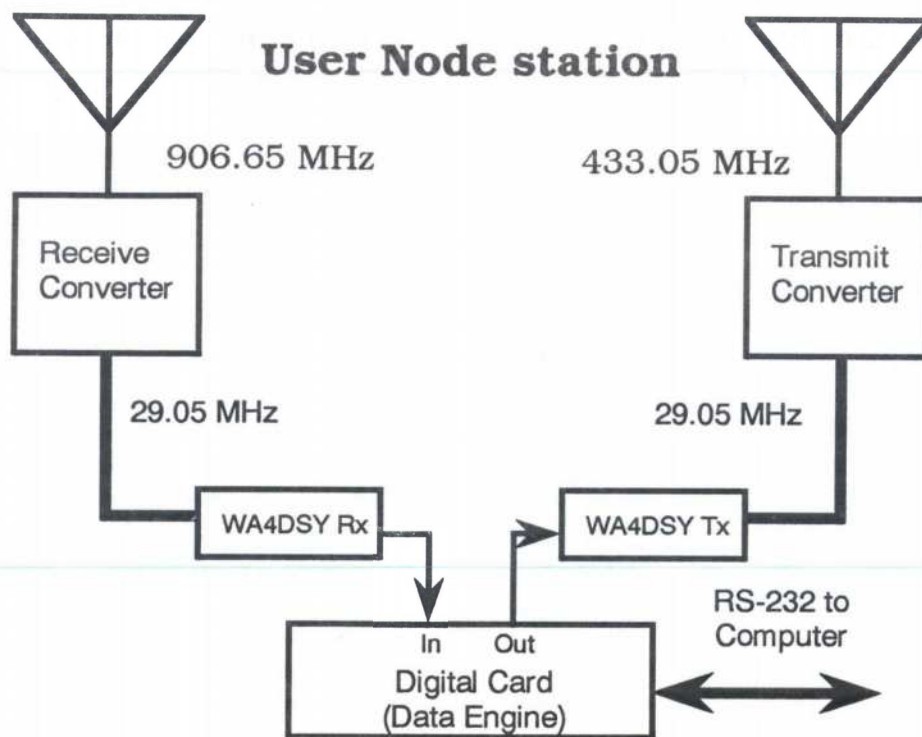 User Node station
906.65 MHz
433.05 MHz
Receive
Converter
Transmit
Converter
29.05 MHz
29.05 MHz
WA4DSY Rx
WA4DSY Tx
RS-232 to
Computer
In
Out
Digital Card
(Data Engine)